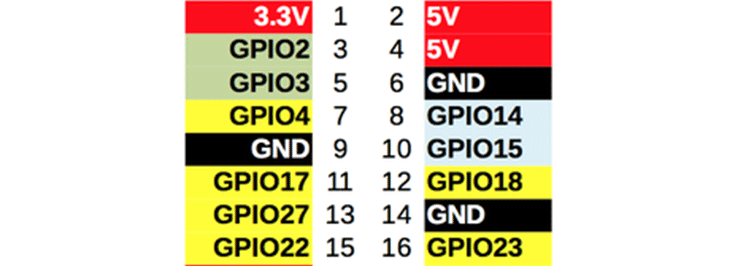 3.3V 1 2 5V
GPIO2 3 4 5V
GPIO3 5 6 GND
GPIO4 7 8 GPIO14
GND 9 10 GPIO15
GPIO17 11 12 GPIO18
GPIO27 13 14 GND
GPIO22 15 16 GPIO23